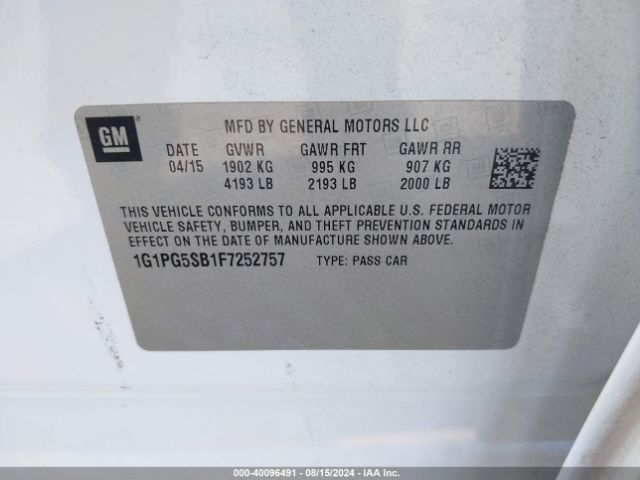 GM ®
MFD BY GENERAL MOTORS LLC
DATE GVWR GAWR FRT GAWR RR
04/15 1902 KG 995 KG 907 KG
4193 LB 2193 LB 2000 LB
THIS VEHICLE CONFORMS TO ALL APPLICABLE U.S. FEDERAL MOTOR
VEHICLE SAFETY, BUMPER, AND THEFT PREVENTION STANDARDS IN
EFFECT ON THE DATE OF MANUFACTURE SHOWN ABOVE.
1G1PG5SB1F7252757 TYPE: PASS CAR
000-40096491 - 08/15/2024 - IAA Inc.